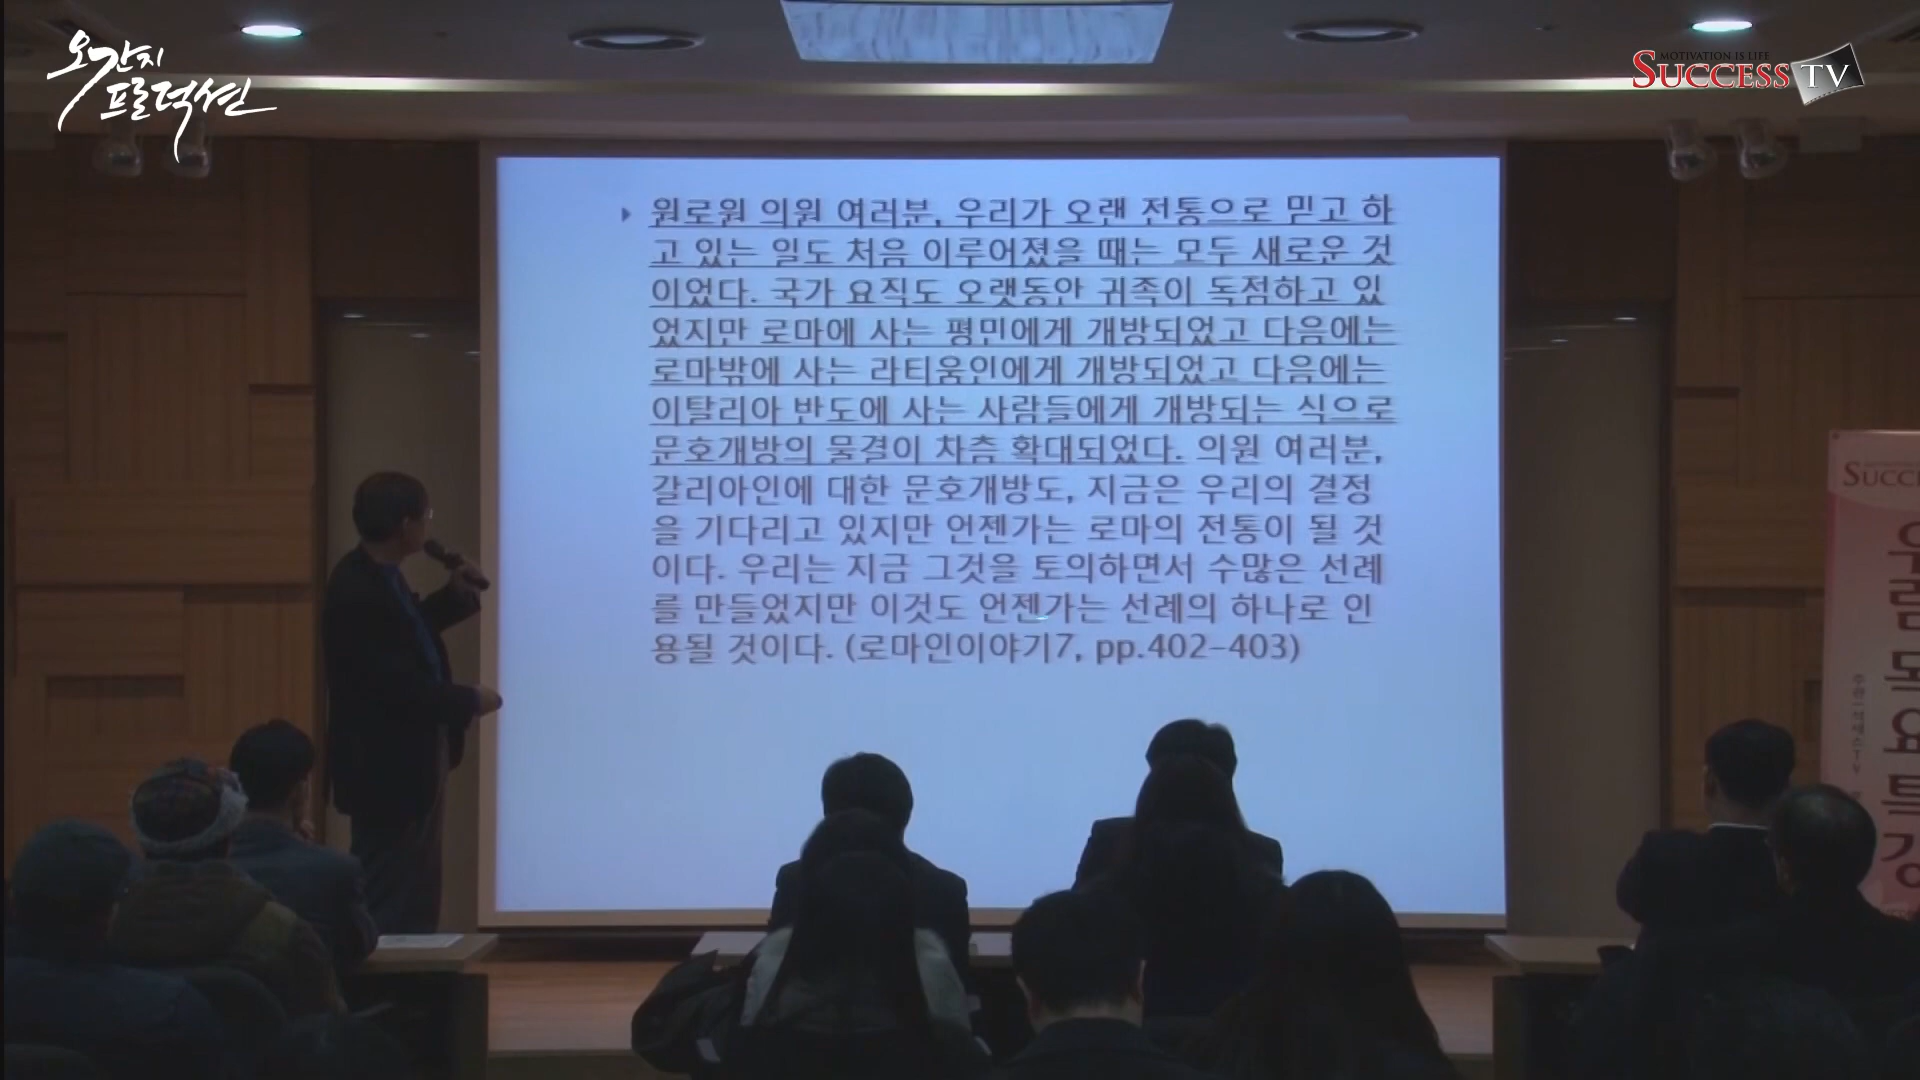 오간지
프로덕션
MOTIVATION IS LIFE
SUCCESS TV
원로원 의원 여러분, 우리가 오랜 전통으로 믿고 하
고 있는 일도 처음 이루어졌을 때는 모두 새로운 것
이었다. 국가 요직도 오랫동안 귀족이 독점하고 있
었지만 로마에 사는 평민에게 개방되었고 다음에는
로마밖에 사는 라티움인에게 개방되었고 다음에는
이탈리아 반도에 사는 사람들에게 개방되는 식으로
문호개방의 물결이 차츰 확대되었다. 의원 여러분,
갈리아인에 대한 문호개방도, 지금은 우리의 결정
을 기다리고 있지만 언젠가는 로마의 전통이 될 것
이다. 우리는 지금 그것을 토의하면서 수많은 선례
를 만들었지만 이것도 언젠가는 선례의 하나로 인
용될 것이다. (로마인이야기7, pp.402-403)
SUCCE
우림목요특강